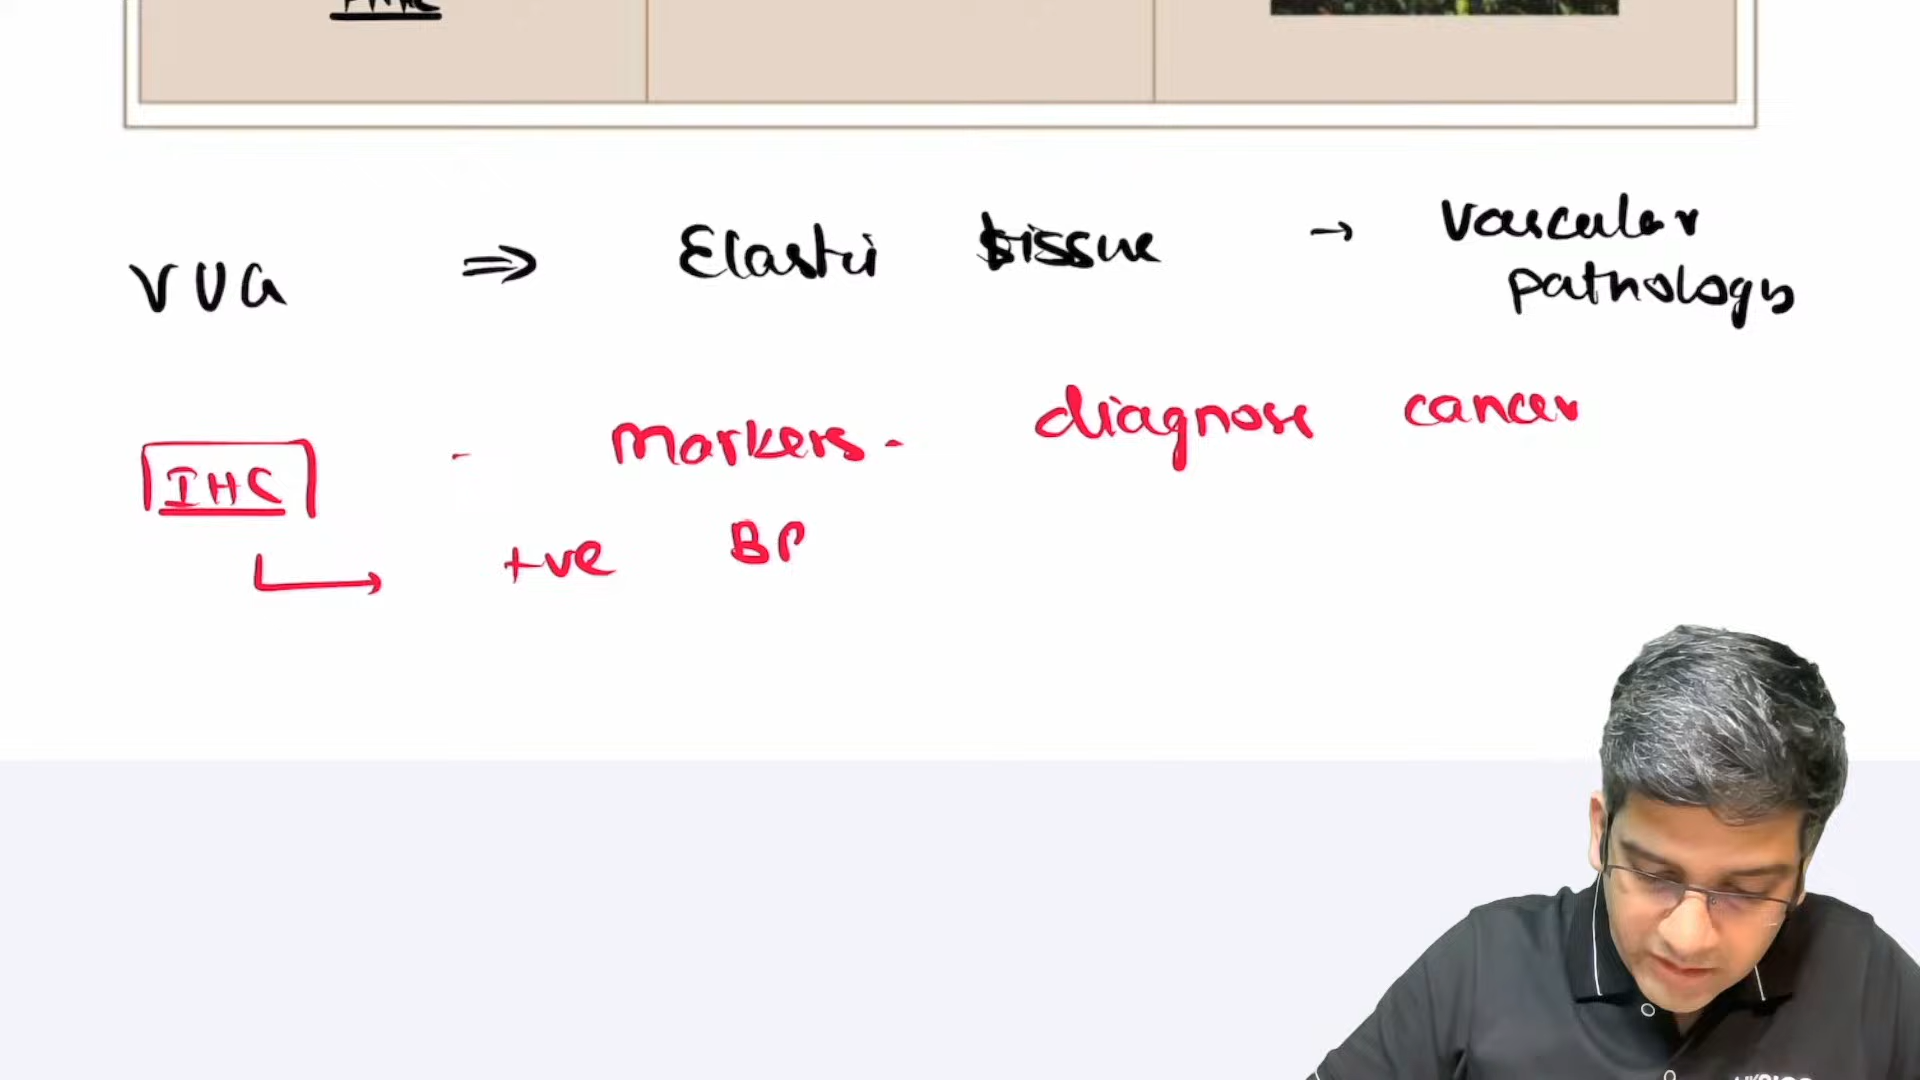 VVG ⇒ Elastic tissue → Vascular
pathology
IHC - Markers - diagnose cancer
+ve BP